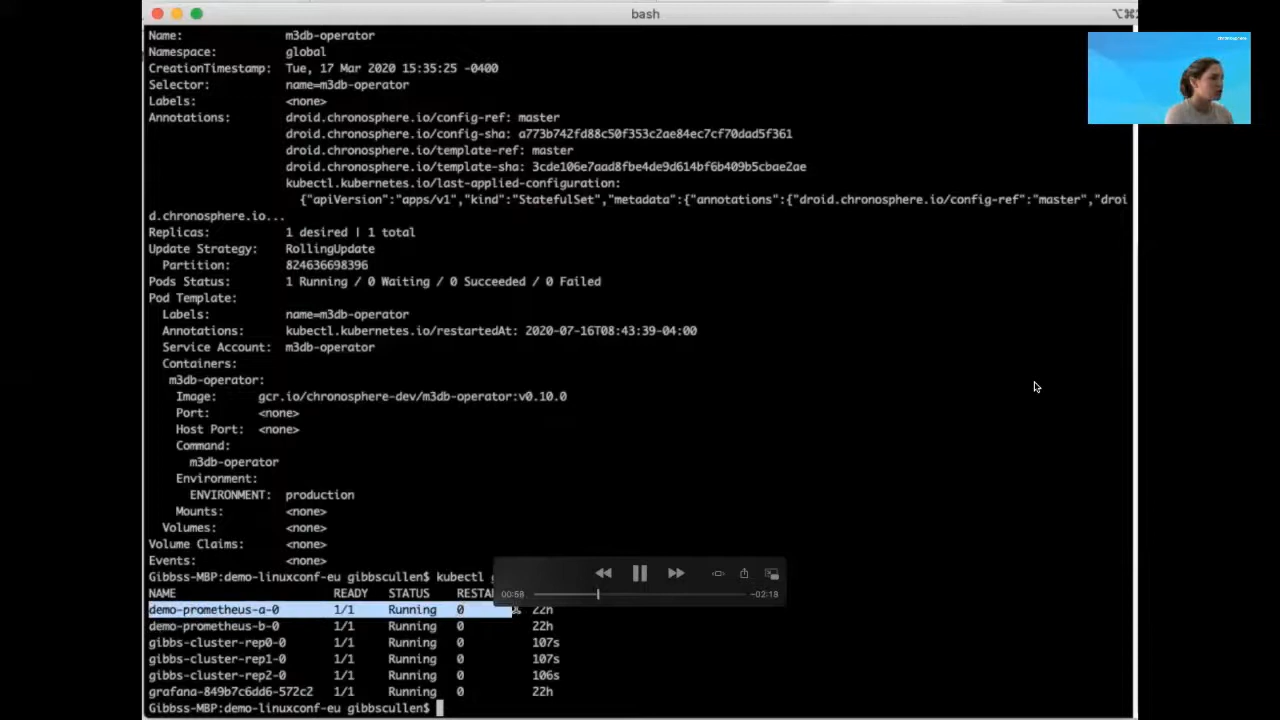 bash
Name: m3db-operator
Namespace: global
CreationTimestamp: Tue, 17 Mar 2020 15:35:25 -0400
Selector: name=m3db-operator
Labels: <none>
Annotations: droid.chronosphere.io/config-ref: master
droid.chronosphere.io/config-sha: a773b742fd88c50f353c2ae84ec7cf70dad5f361
droid.chronosphere.io/template-ref: master
droid.chronosphere.io/template-sha: 3cde106e7aad8fbe4de9d614bf6b409b5cbae2ae
kubectl.kubernetes.io/last-applied-configuration:
{"apiVersion":"apps/v1","kind":"StatefulSet","metadata":{"annotations":{"droid.chronosphere.io/config-ref":"master","droi
d.chronosphere.io...
Replicas: 1 desired | 1 total
Update Strategy: RollingUpdate
Partition: 824636698396
Pods Status: 1 Running / 0 Waiting / 0 Succeeded / 0 Failed
Pod Template:
Labels: name=m3db-operator
Annotations: kubectl.kubernetes.io/restartedAt: 2020-07-16T08:43:39-04:00
Service Account: m3db-operator
Containers:
m3db-operator:
Image: gcr.io/chronosphere-dev/m3db-operator:v0.10.0
Port: <none>
Host Port: <none>
Command:
m3db-operator
Environment:
ENVIRONMENT: production
Mounts: <none>
Volumes: <none>
Volume Claims: <none>
Events: <none>
Gibbss-MBP:demo-linuxconf-eu gibbscullen$ kubectl
NAME READY STATUS RESTA
00:58 −02:18
demo-prometheus-a-0 1/1 Running 0 22h
demo-prometheus-b-0 1/1 Running 0 22h
gibbs-cluster-rep0-0 1/1 Running 0 107s
gibbs-cluster-rep1-0 1/1 Running 0 107s
gibbs-cluster-rep2-0 1/1 Running 0 106s
grafana-849b7c6dd6-572c2 1/1 Running 0 22h
Gibbss-MBP:demo-linuxconf-eu gibbscullen$